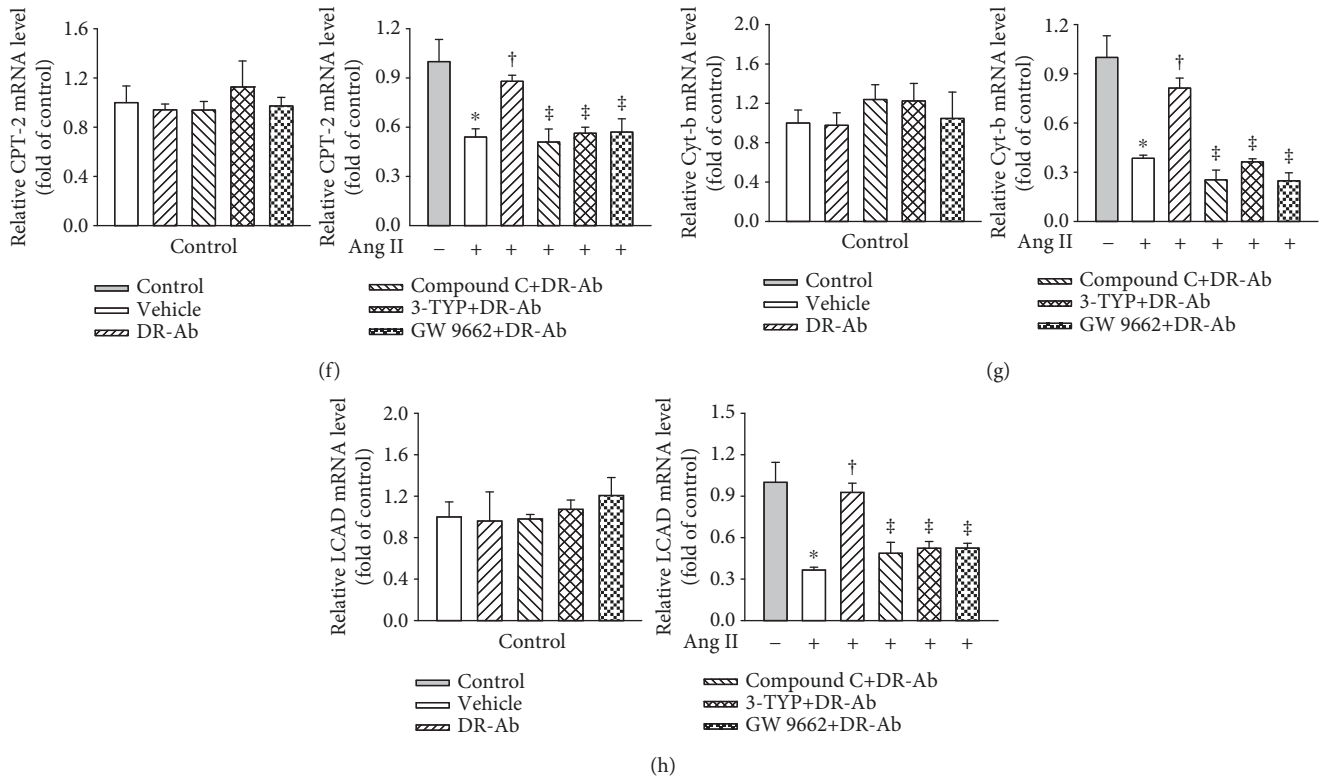 Relative CPT-2 mRNA level
(fold of control)
1.6
1.2
1.0
0.4
0.0
Control
Relative CPT-2 mRNA level
(fold of control)
1.2
0.9
0.6
0.3
0.0
* † ‡ ‡ ‡
Ang II − + + + + +
Control
Vehicle
DR-Ab
Compound C+DR-Ab
3-TYP+DR-Ab
GW 9662+DR-Ab
(f)
Relative Cyt-b mRNA level
(fold of control)
2.0
1.6
1.2
0.8
0.4
0.0
Control
Relative Cyt-b mRNA level
(fold of control)
1.2
0.9
0.6
0.3
0.0
* † ‡ ‡ ‡
Ang II − + + + + +
Control
Vehicle
DR-Ab
Compound C+DR-Ab
3-TYP+DR-Ab
GW 9662+DR-Ab
(g)
Relative LCAD mRNA level
(fold of control)
2.0
1.6
1.2
0.8
0.4
0.0
Control
Relative LCAD mRNA level
(fold of control)
1.5
1.2
0.9
0.6
0.3
0.0
* † ‡ ‡ ‡
Ang II − + + + + +
Control
Vehicle
DR-Ab
Compound C+DR-Ab
3-TYP+DR-Ab
GW 9662+DR-Ab
(h)